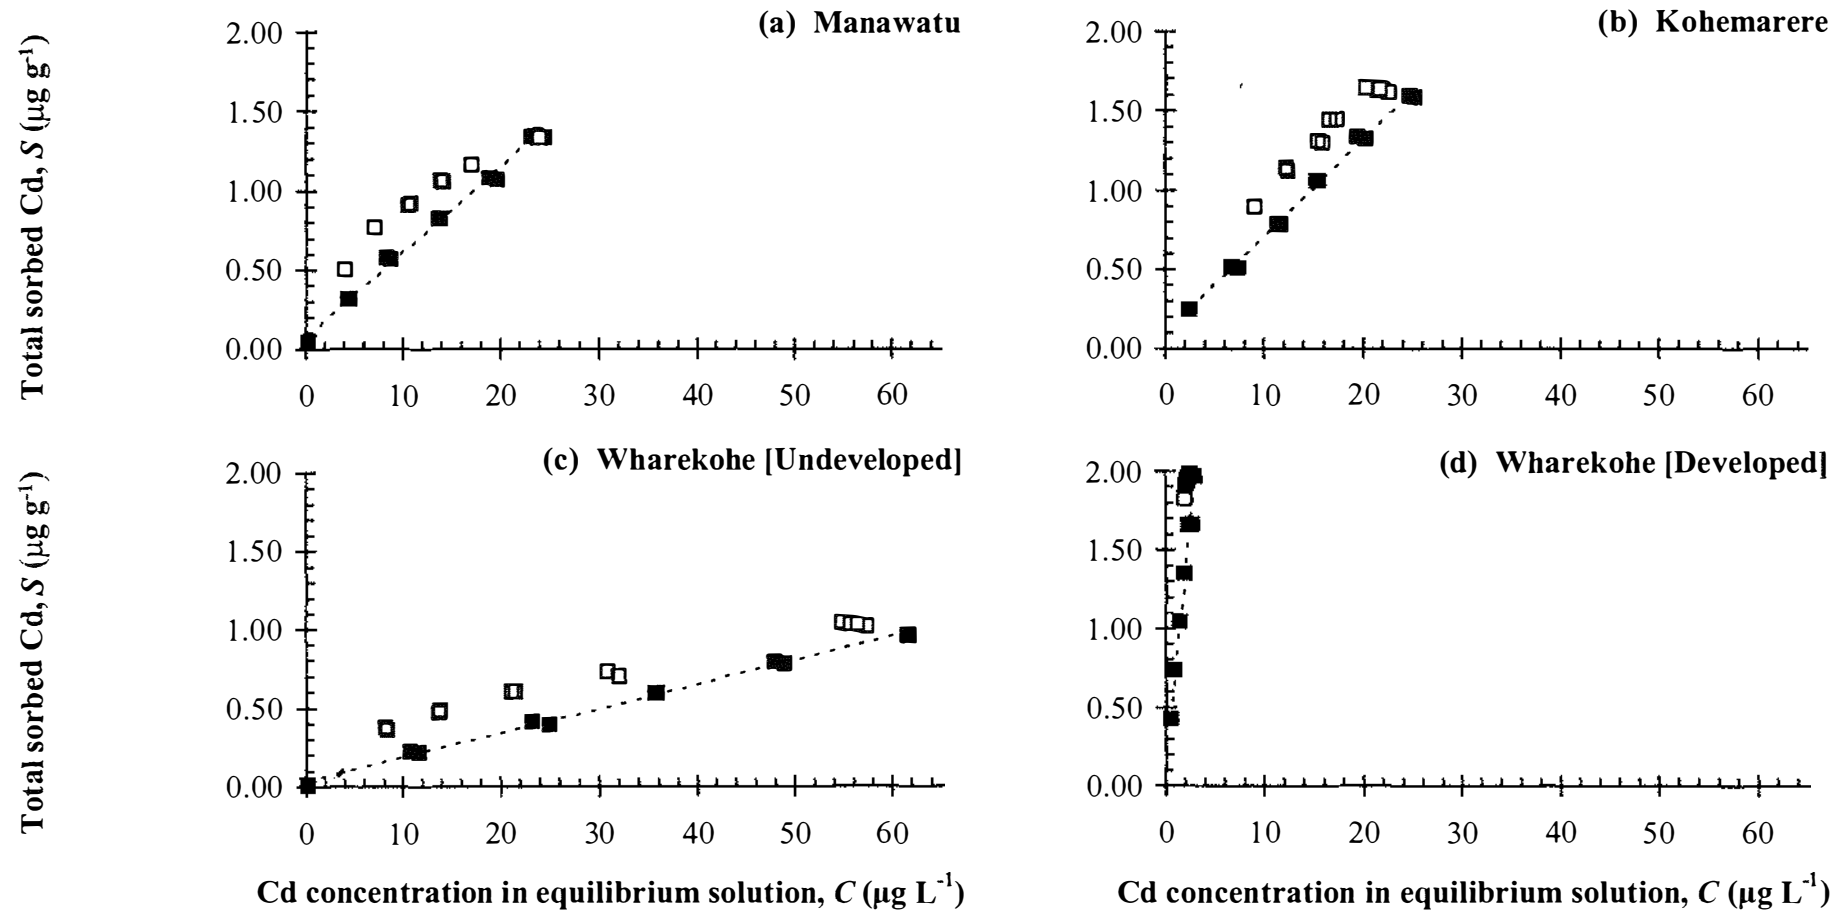 (a) Manawatu
Total sorbed Cd, S (µg g⁻¹)
2.00
1.50
1.00
0.50
0.00
0 10 20 30 40 50 60
(b) Kohemarere
2.00
1.50
1.00
0.50
0.00
0 10 20 30 40 50 60
(c) Wharekohe [Undeveloped]
Total sorbed Cd, S (µg g⁻¹)
2.00
1.50
1.00
0.50
0.00
0 10 20 30 40 50 60
Cd concentration in equilibrium solution, C (µg L⁻¹)
(d) Wharekohe [Developed]
2.00
1.50
1.00
0.50
0.00
0 10 20 30 40 50 60
Cd concentration in equilibrium solution, C (µg L⁻¹)